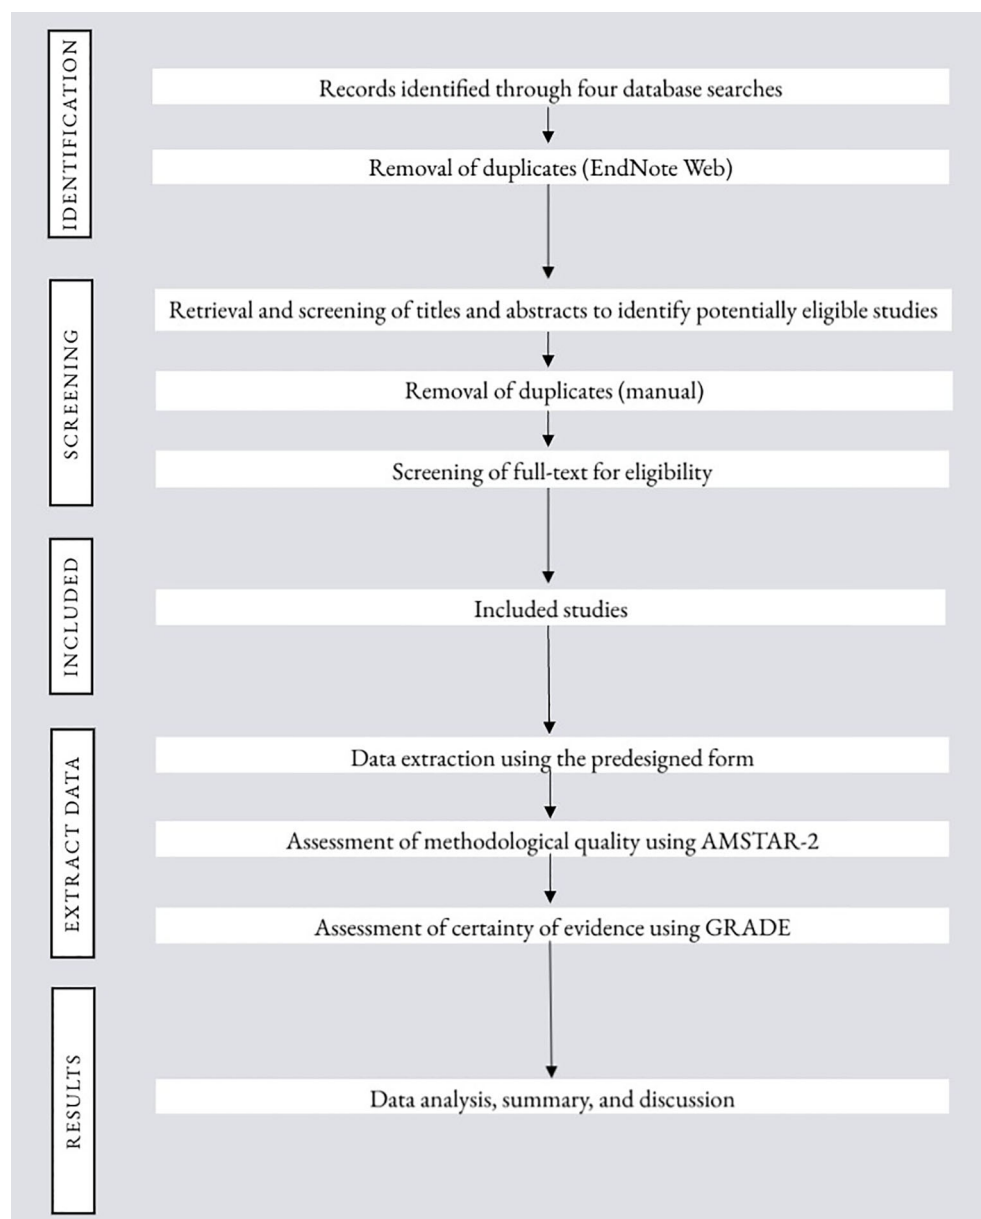 IDENTIFICATION
Records identified through four database searches
Removal of duplicates (EndNote Web)
SCREENING
Retrieval and screening of titles and abstracts to identify potentially eligible studies
Removal of duplicates (manual)
Screening of full-text for eligibility
INCLUDED
Included studies
EXTRACT DATA
Data extraction using the predesigned form
Assessment of methodological quality using AMSTAR-2
Assessment of certainty of evidence using GRADE
RESULTS
Data analysis, summary, and discussion